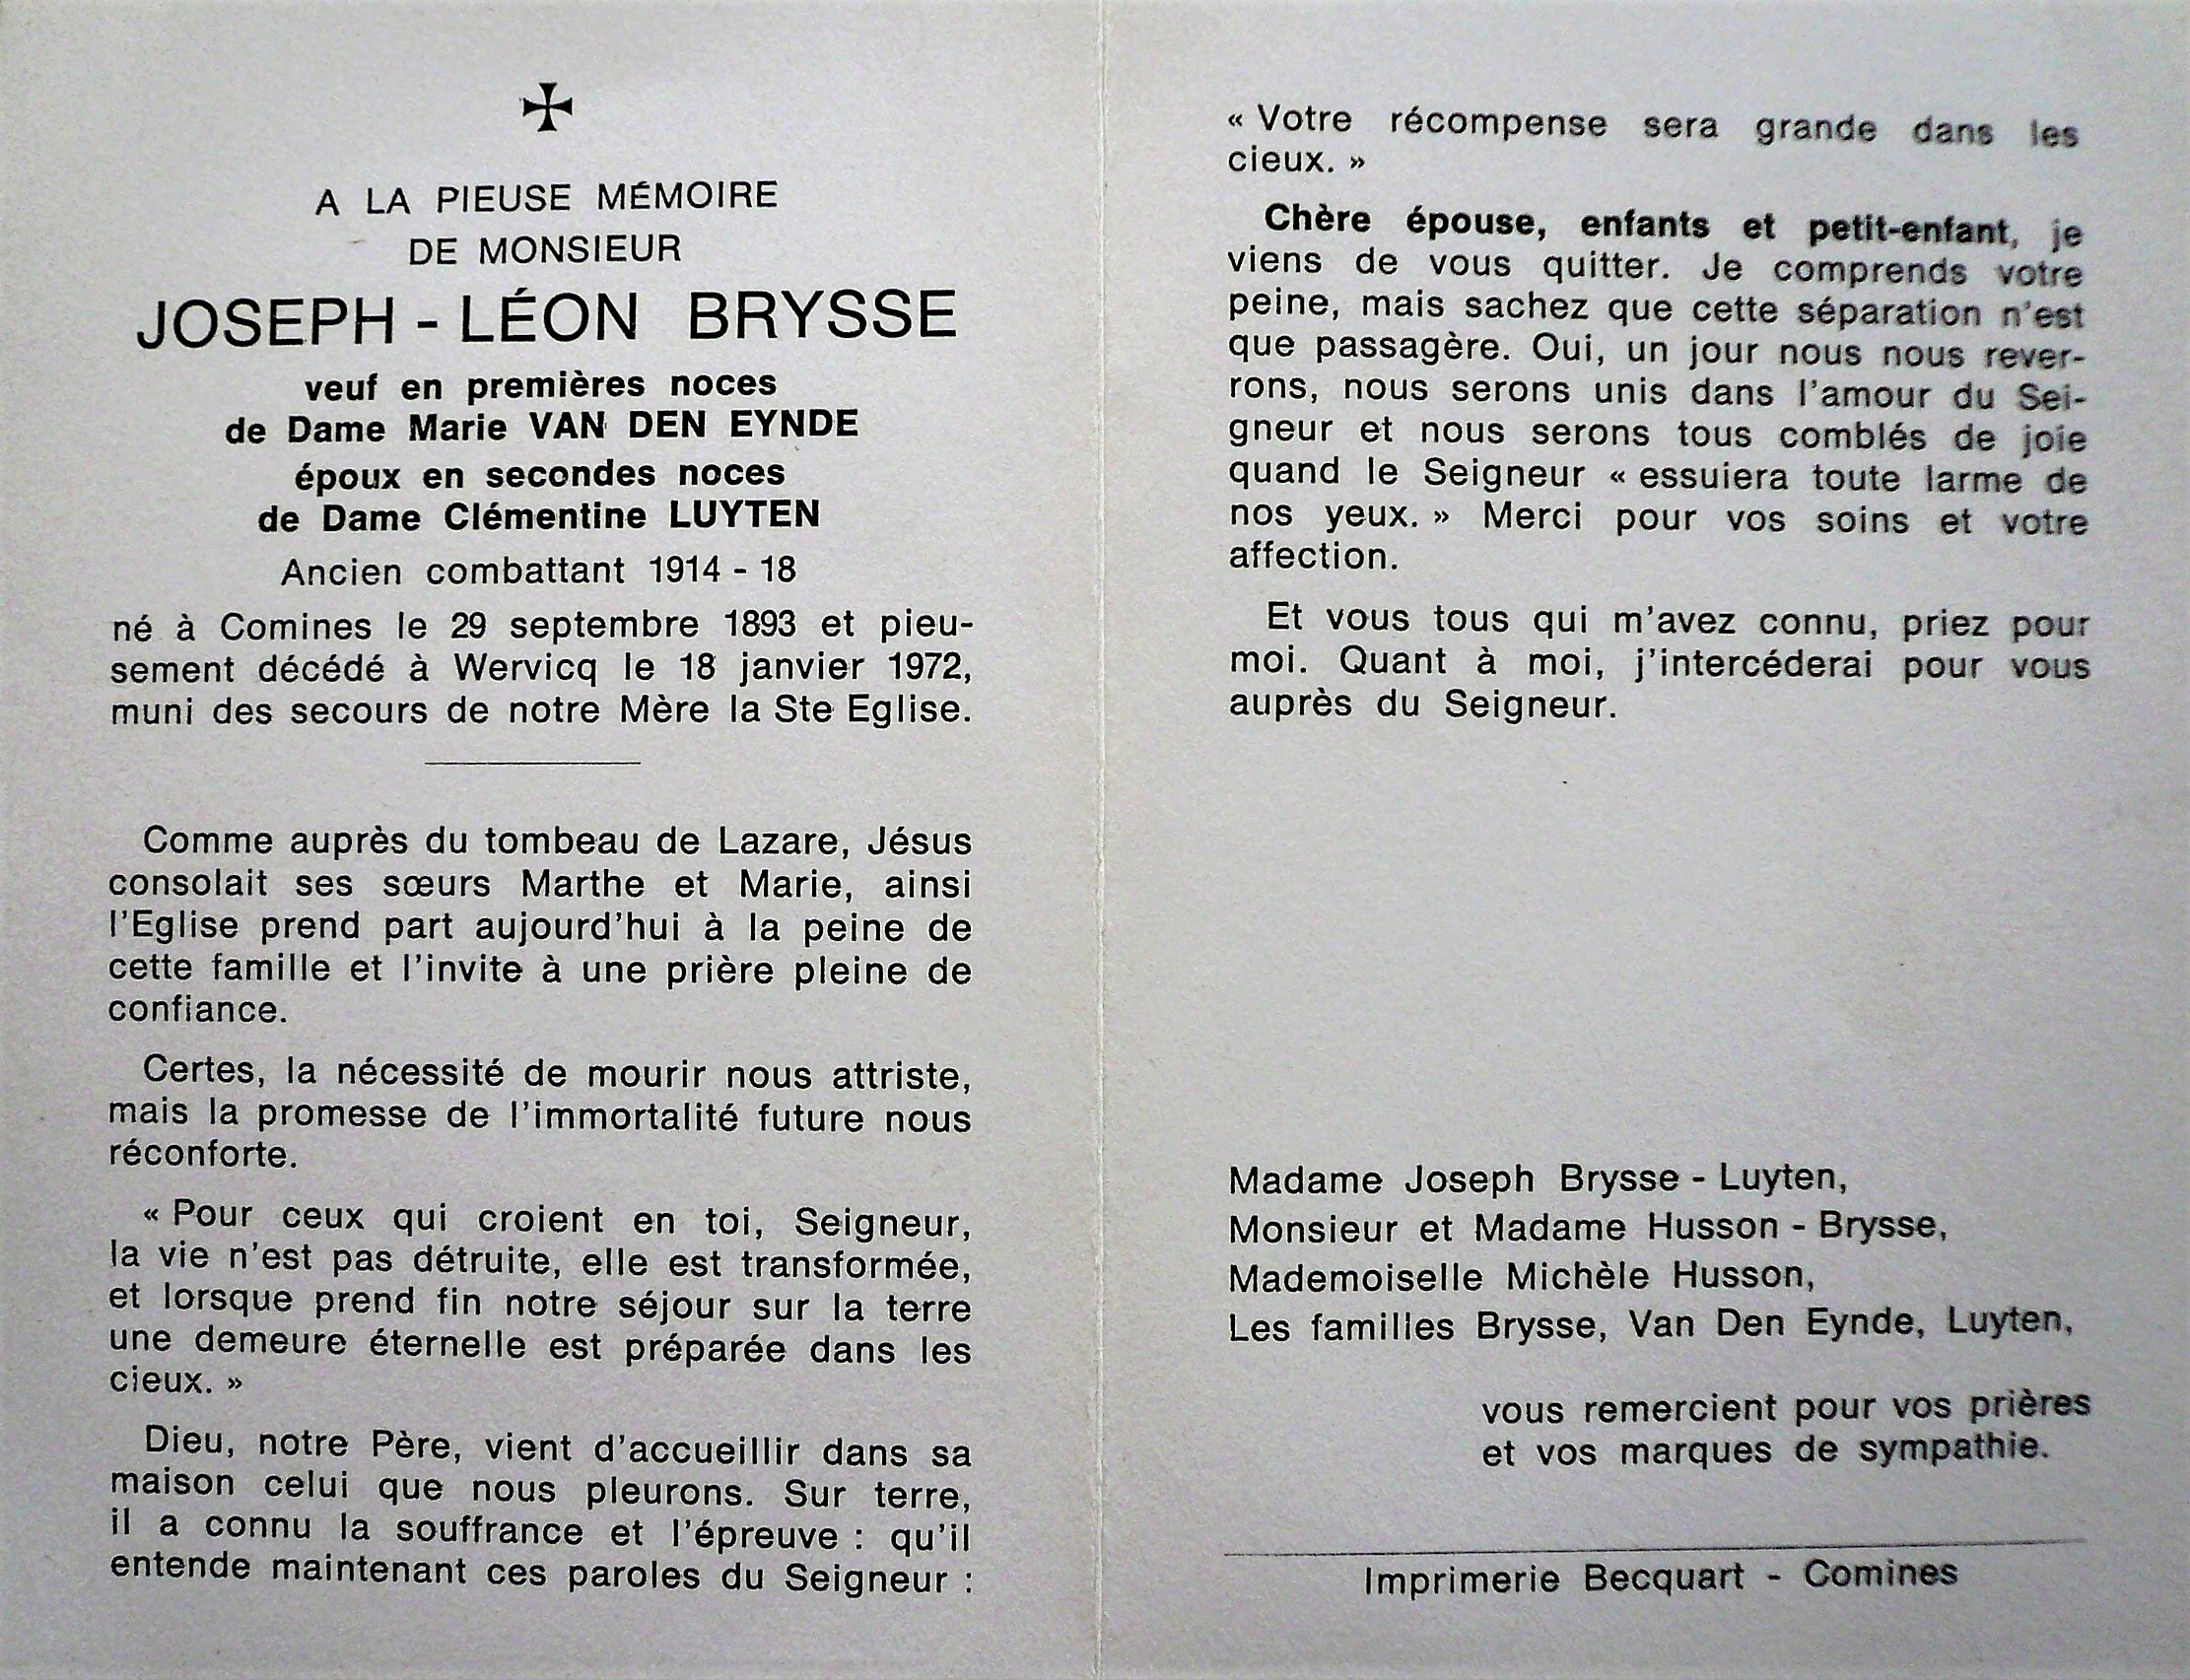 A LA PIEUSE MÉMOIRE
DE MONSIEUR
JOSEPH - LÉON BRYSSE
veuf en premières noces
de Dame Marie VAN DEN EYNDE
époux en secondes noces
de Dame Clémentine LUYTEN
Ancien combattant 1914 - 18
né à Comines le 29 septembre 1893 et pieu-
sement décédé à Wervicq le 18 janvier 1972,
muni des secours de notre Mère la Ste Eglise.
Comme auprès du tombeau de Lazare, Jésus
consolait ses sœurs Marthe et Marie, ainsi
l'Eglise prend part aujourd'hui à la peine de
cette famille et l'invite à une prière pleine de
confiance.
Certes, la nécessité de mourir nous attriste,
mais la promesse de l'immortalité future nous
réconforte.
« Pour ceux qui croient en toi, Seigneur,
la vie n'est pas détruite, elle est transformée,
et lorsque prend fin notre séjour sur la terre
une demeure éternelle est préparée dans les
cieux. »
Dieu, notre Père, vient d'accueillir dans sa
maison celui que nous pleurons. Sur terre,
il a connu la souffrance et l'épreuve : qu'il
entende maintenant ces paroles du Seigneur :
« Votre récompense sera grande dans les
cieux. »
Chère épouse, enfants et petit-enfant, je
viens de vous quitter. Je comprends votre
peine, mais sachez que cette séparation n'est
que passagère. Oui, un jour nous nous rever-
rons, nous serons unis dans l'amour du Sei-
gneur et nous serons tous comblés de joie
quand le Seigneur « essuiera toute larme de
nos yeux. » Merci pour vos soins et votre
affection.
Et vous tous qui m'avez connu, priez pour
moi. Quant à moi, j'intercéderai pour vous
auprès du Seigneur.
Madame Joseph Brysse - Luyten,
Monsieur et Madame Husson - Brysse,
Mademoiselle Michèle Husson,
Les familles Brysse, Van Den Eynde, Luyten,
vous remercient pour vos prières
et vos marques de sympathie.
Imprimerie Becquart - Comines